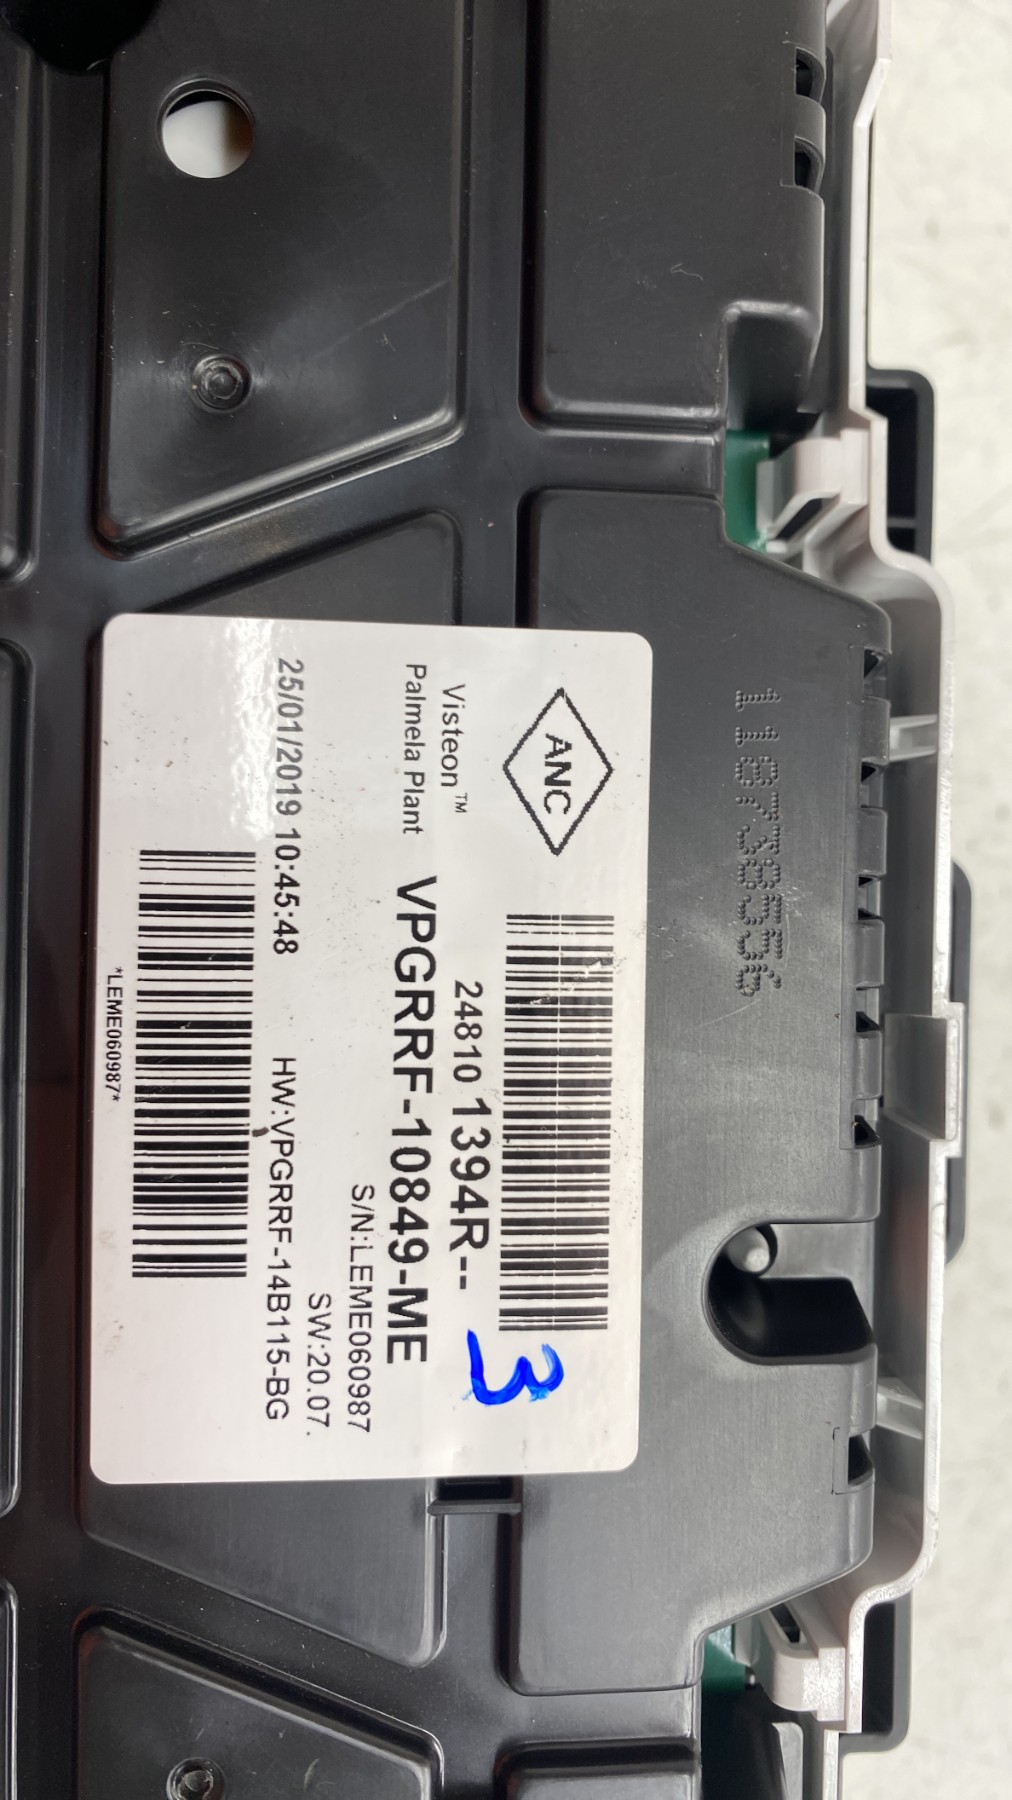 11873856
ANC
24810 1394R--
3
Visteon™
Palmela Plant
VPGRRF-10849-ME
S/N:LEME060987
SW:20.07.
25/01/2019 10:45:48
HW:VPGRRF-14B115-BG
*LEME060987*